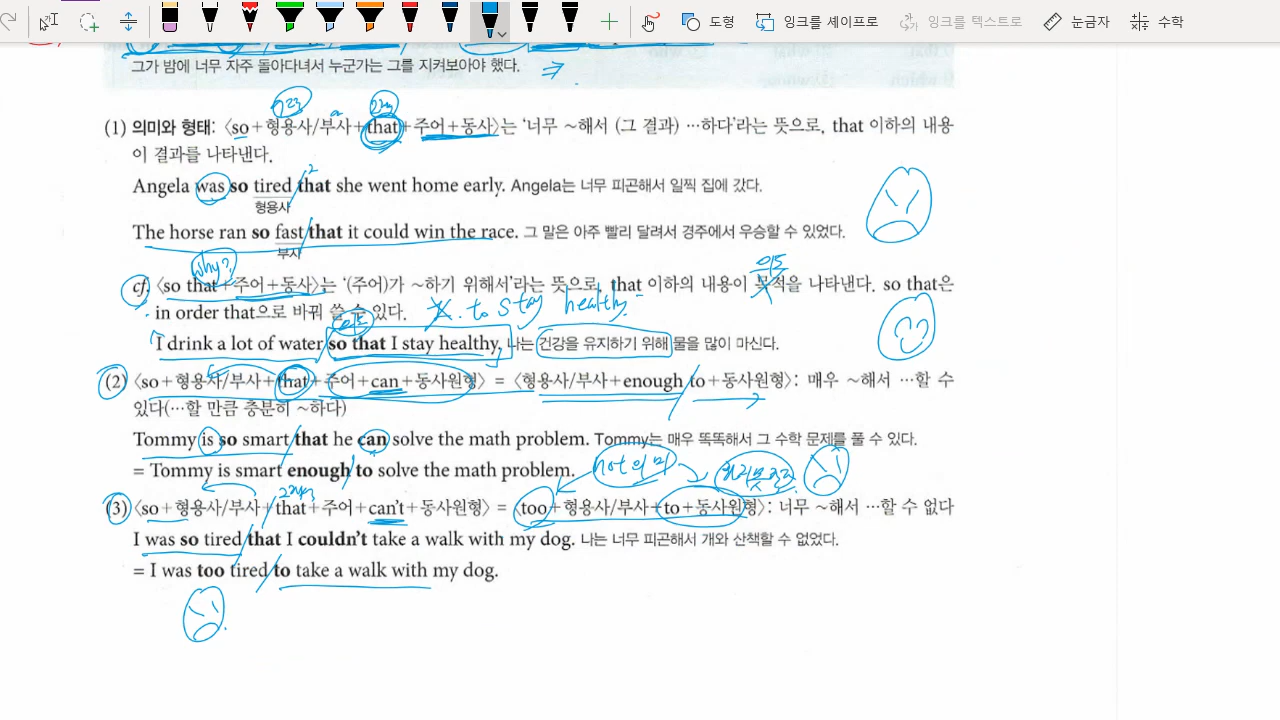 도형 잉크를 셰이프로 잉크를 텍스트로 눈금자 수학
그가 밤에 너무 자주 돌아다녀서 누군가는 그를 지켜보아야 했다.
(1) 의미와 형태: 〈so+형용사/부사+that+주어+동사〉는 '너무 ~해서 (그 결과) …하다'라는 뜻으로, that 이하의 내용
이 결과를 나타낸다.
Angela was so tired that she went home early. Angela는 너무 피곤해서 일찍 집에 갔다.
형용사
The horse ran so fast that it could win the race. 그 말은 아주 빨리 달려서 경주에서 우승할 수 있었다.
부사
why?
의도
cf. 〈so that+주어+동사〉는 '(주어)가 ~하기 위해서'라는 뜻으로, that 이하의 내용이 목적을 나타낸다. so that은
in order that으로 바꿔 쓸 수 있다. to stay healthy
의도
I drink a lot of water so that I stay healthy. 나는 건강을 유지하기 위해 물을 많이 마신다.
(2) 〈so+형용사/부사+that+주어+can+동사원형〉 = 〈형용사/부사+enough to+동사원형〉: 매우 ~해서 …할 수
있다(…할 만큼 충분히 ~하다)
Tommy is so smart that he can solve the math problem. Tommy는 매우 똑똑해서 그 수학 문제를 풀 수 있다.
= Tommy is smart enough to solve the math problem. not의 미
(3) 〈so+형용사/부사+that+주어+can't+동사원형〉 = 〈too+형용사/부사+to+동사원형〉: 너무 ~해서 …할 수 없다
I was so tired that I couldn't take a walk with my dog. 나는 너무 피곤해서 개와 산책할 수 없었다.
= I was too tired to take a walk with my dog.